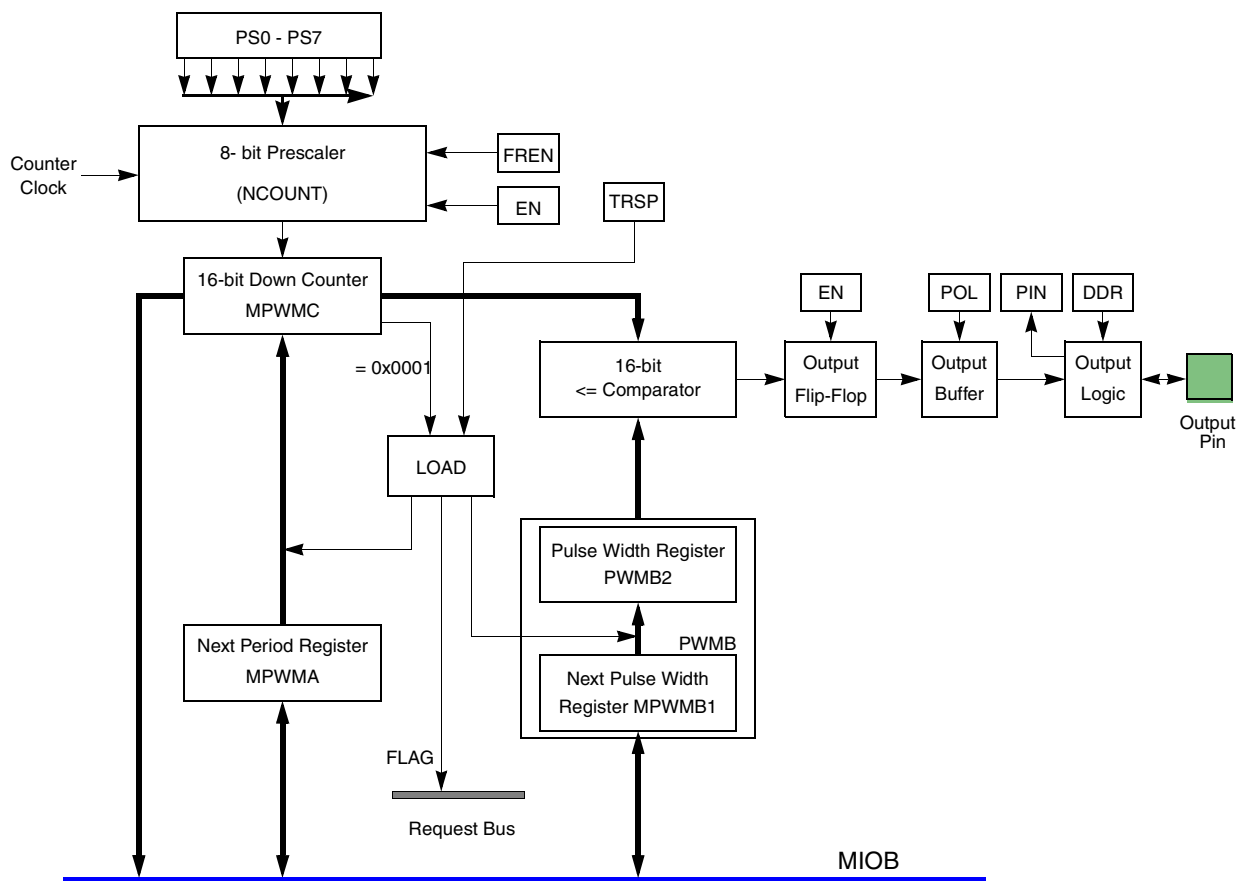 PS0 - PS7
8- bit Prescaler
(NCOUNT)
Counter
Clock
FREN
EN
TRSP
16-bit Down Counter
MPWMC
= 0x0001
EN
POL
PIN
DDR
16-bit
<= Comparator
Output
Flip-Flop
Output
Buffer
Output
Logic
Output
Pin
LOAD
Pulse Width Register
PWMB2
PWMB
Next Period Register
MPWMA
Next Pulse Width
Register MPWMB1
FLAG
Request Bus
MIOB